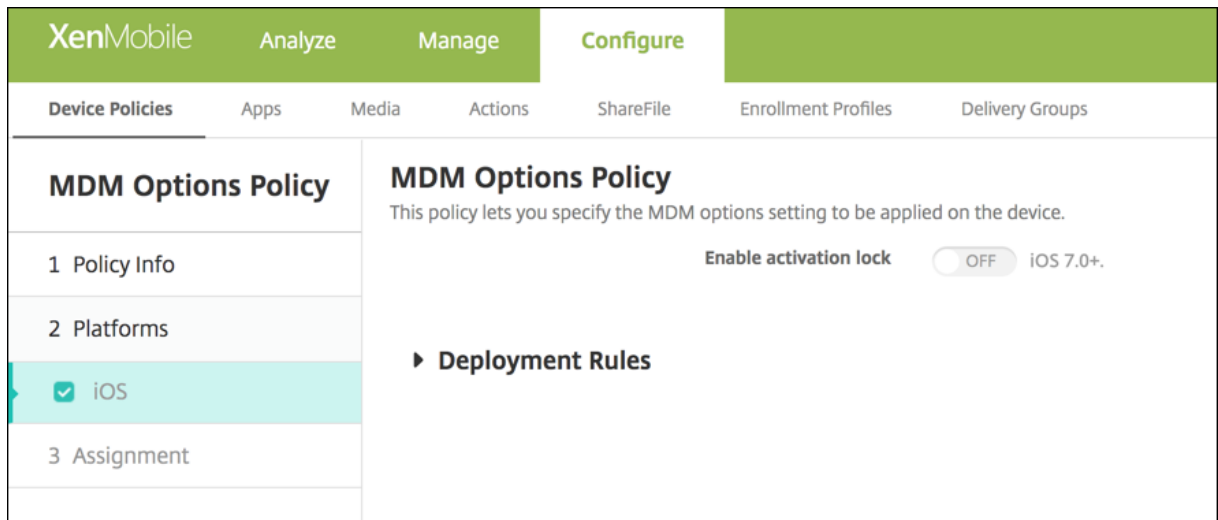 XenMobile Analyze Manage Configure
Device Policies Apps Media Actions ShareFile Enrollment Profiles Delivery Groups
MDM Options Policy
1 Policy Info
2 Platforms
iOS
3 Assignment
MDM Options Policy
This policy lets you specify the MDM options setting to be applied on the device.
Enable activation lock OFF iOS 7.0+.
Deployment Rules